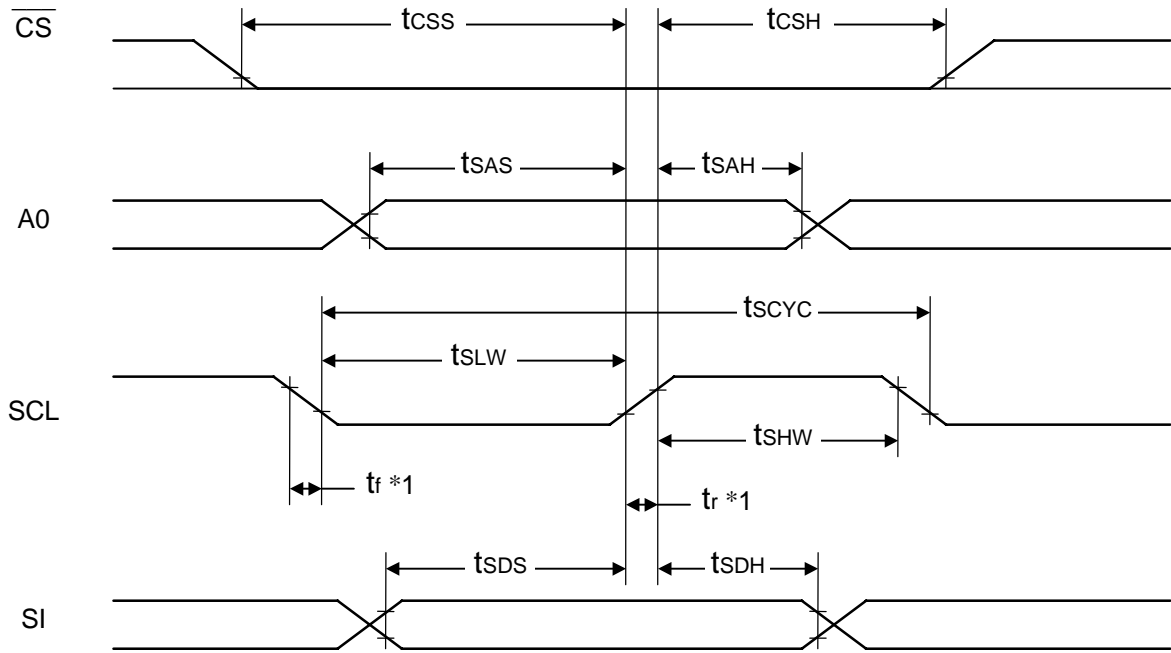 CS
tCSS
tCSH
tSAS
tSAH
A0
tSCYC
tSLW
SCL
tSHW
tf *1
tr *1
tSDS
tSDH
SI